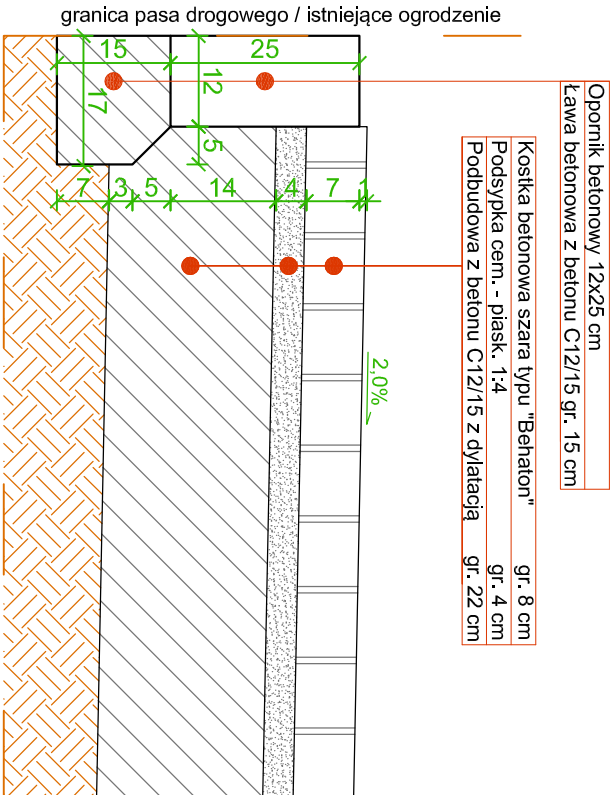 granica pasa drogowego / istniejące ogrodzenie
15
25
12
17
5
7
3
5
14
4
7
1
2,0%
Opornik betonowy 12x25 cm
Ława betonowa z betonu C12/15 gr. 15 cm
Kostka betonowa szara typu "Behaton" gr. 8 cm
Podsypka cem. - piask. 1:4 gr. 4 cm
Podbudowa z betonu C12/15 z dylatacją gr. 22 cm